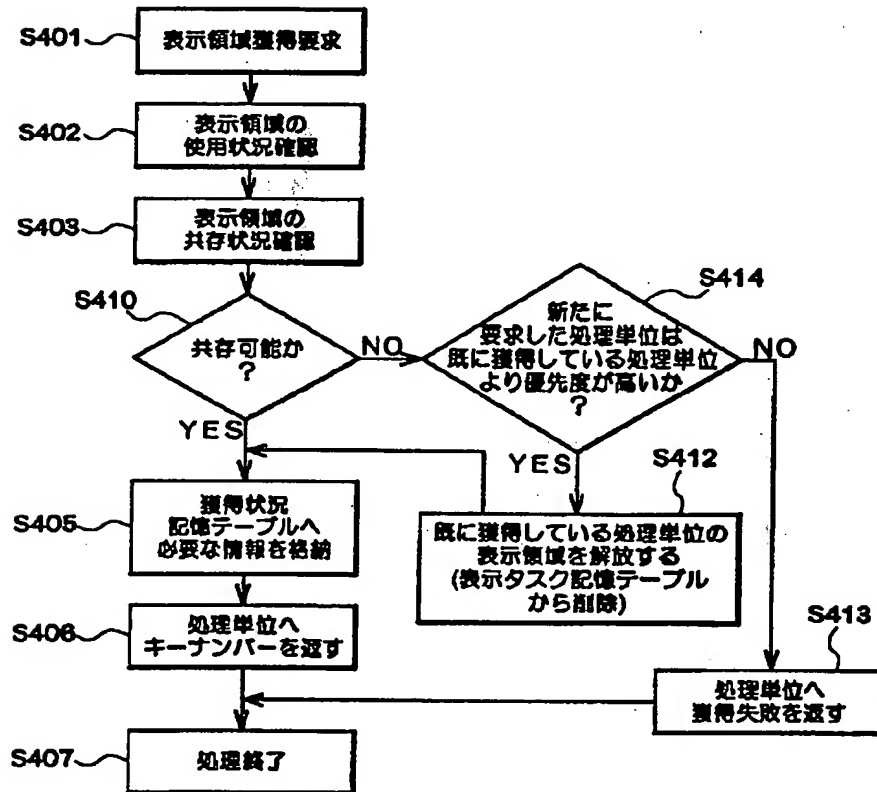 S401
表示領域獲得要求
S402
表示領域の
使用状況確認
S403
表示領域の
共存状況確認
S410
共存可能か
?
NO
S414
新たに
要求した処理単位は
既に獲得している処理単位
より優先度が高いか
?
NO
YES
YES
S412
S405
獲得状況
記憶テーブルへ
必要な情報を格納
既に獲得している処理単位の
表示領域を解放する
(表示タスク記憶テーブル
から削除)
S406
処理単位へ
キーナンバーを返す
S413
処理単位へ
獲得失敗を返す
S407
処理終了